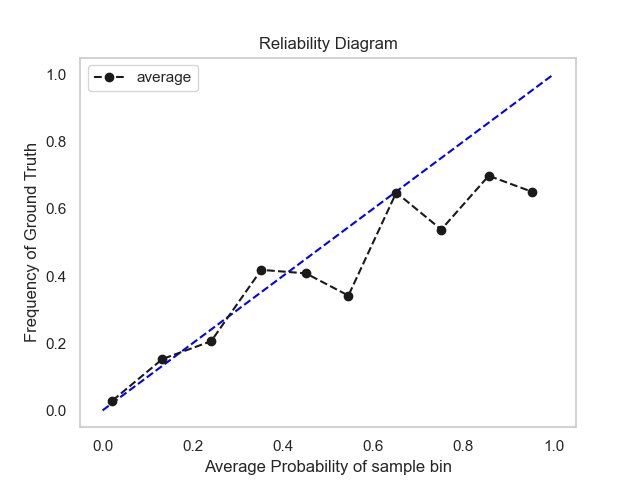 Reliability Diagram
average
Frequency of Ground Truth
1.0
0.8
0.6
0.4
0.2
0.0
0.0 0.2 0.4 0.6 0.8 1.0
Average Probability of sample bin